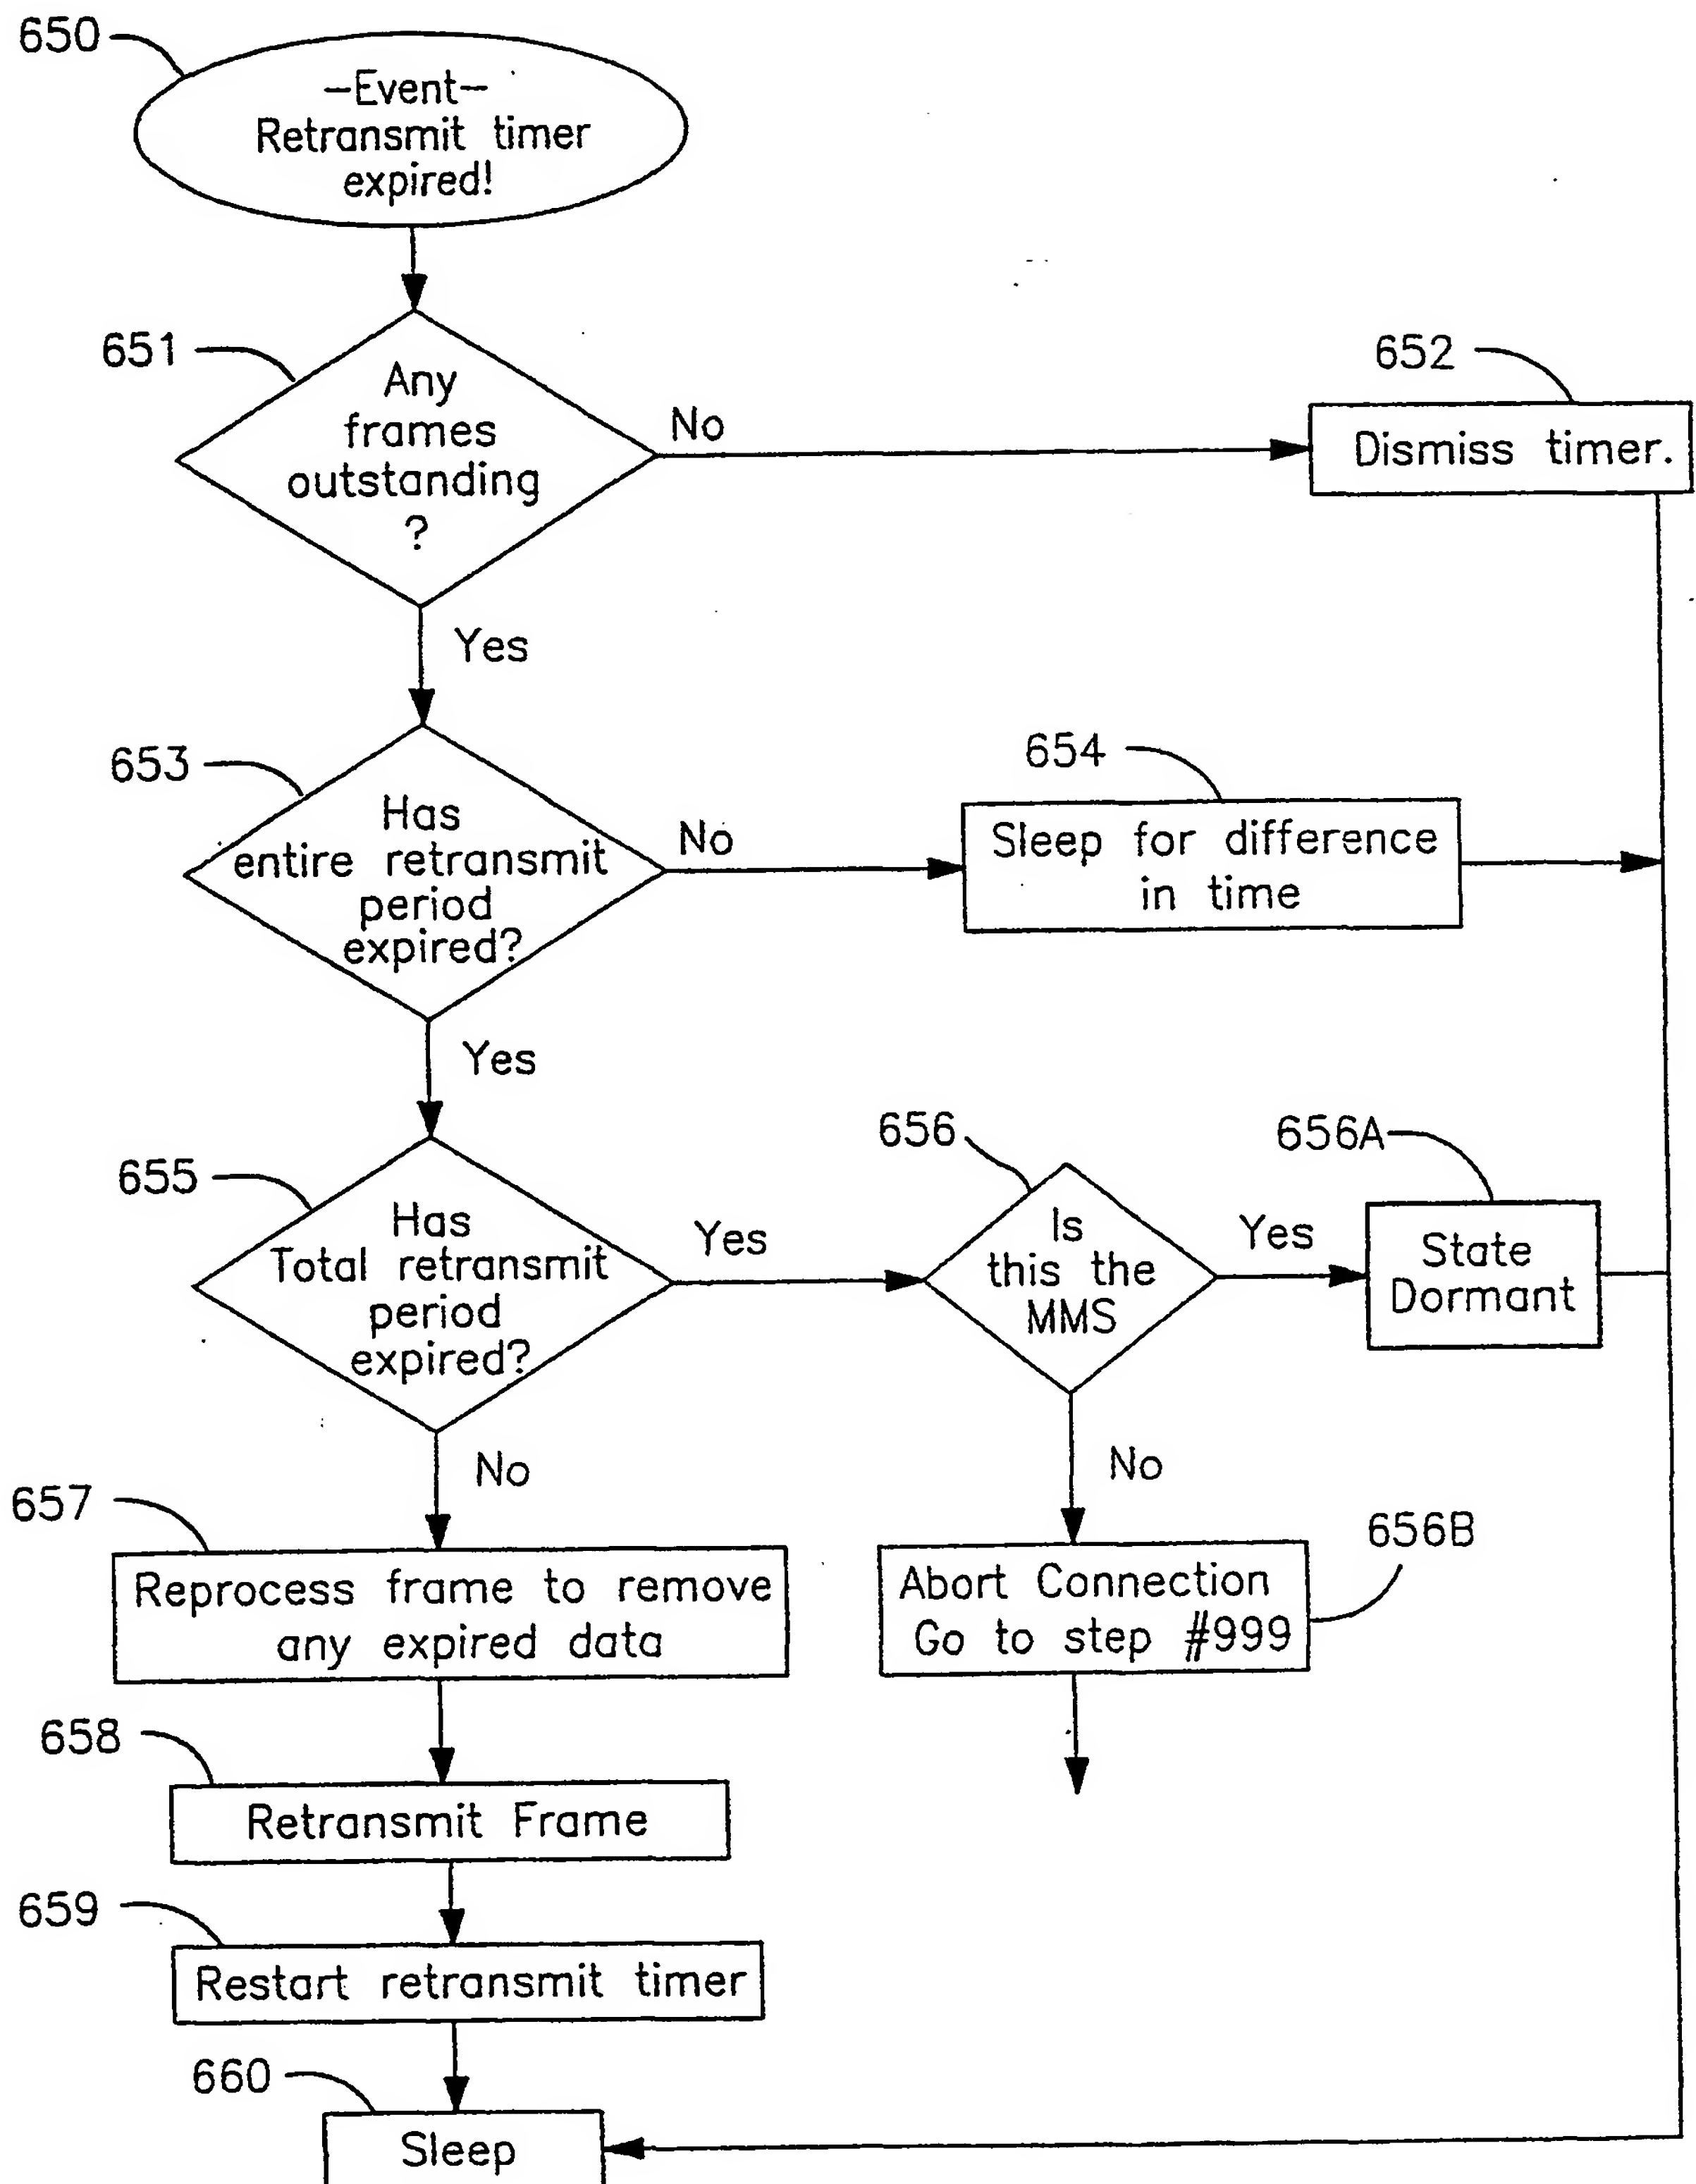 650
–Event–
Retransmit timer
expired!
651
Any
frames
outstanding
?
No
652
Dismiss timer.
Yes
653
Has
entire retransmit
period
expired?
No
654
Sleep for difference
in time
Yes
655
Has
Total retransmit
period
expired?
Yes
656
Is
this the
MMS
Yes
656A
State
Dormant
No
No
657
Reprocess frame to remove
any expired data
656B
Abort Connection
Go to step #999
658
Retransmit Frame
659
Restart retransmit timer
660
Sleep